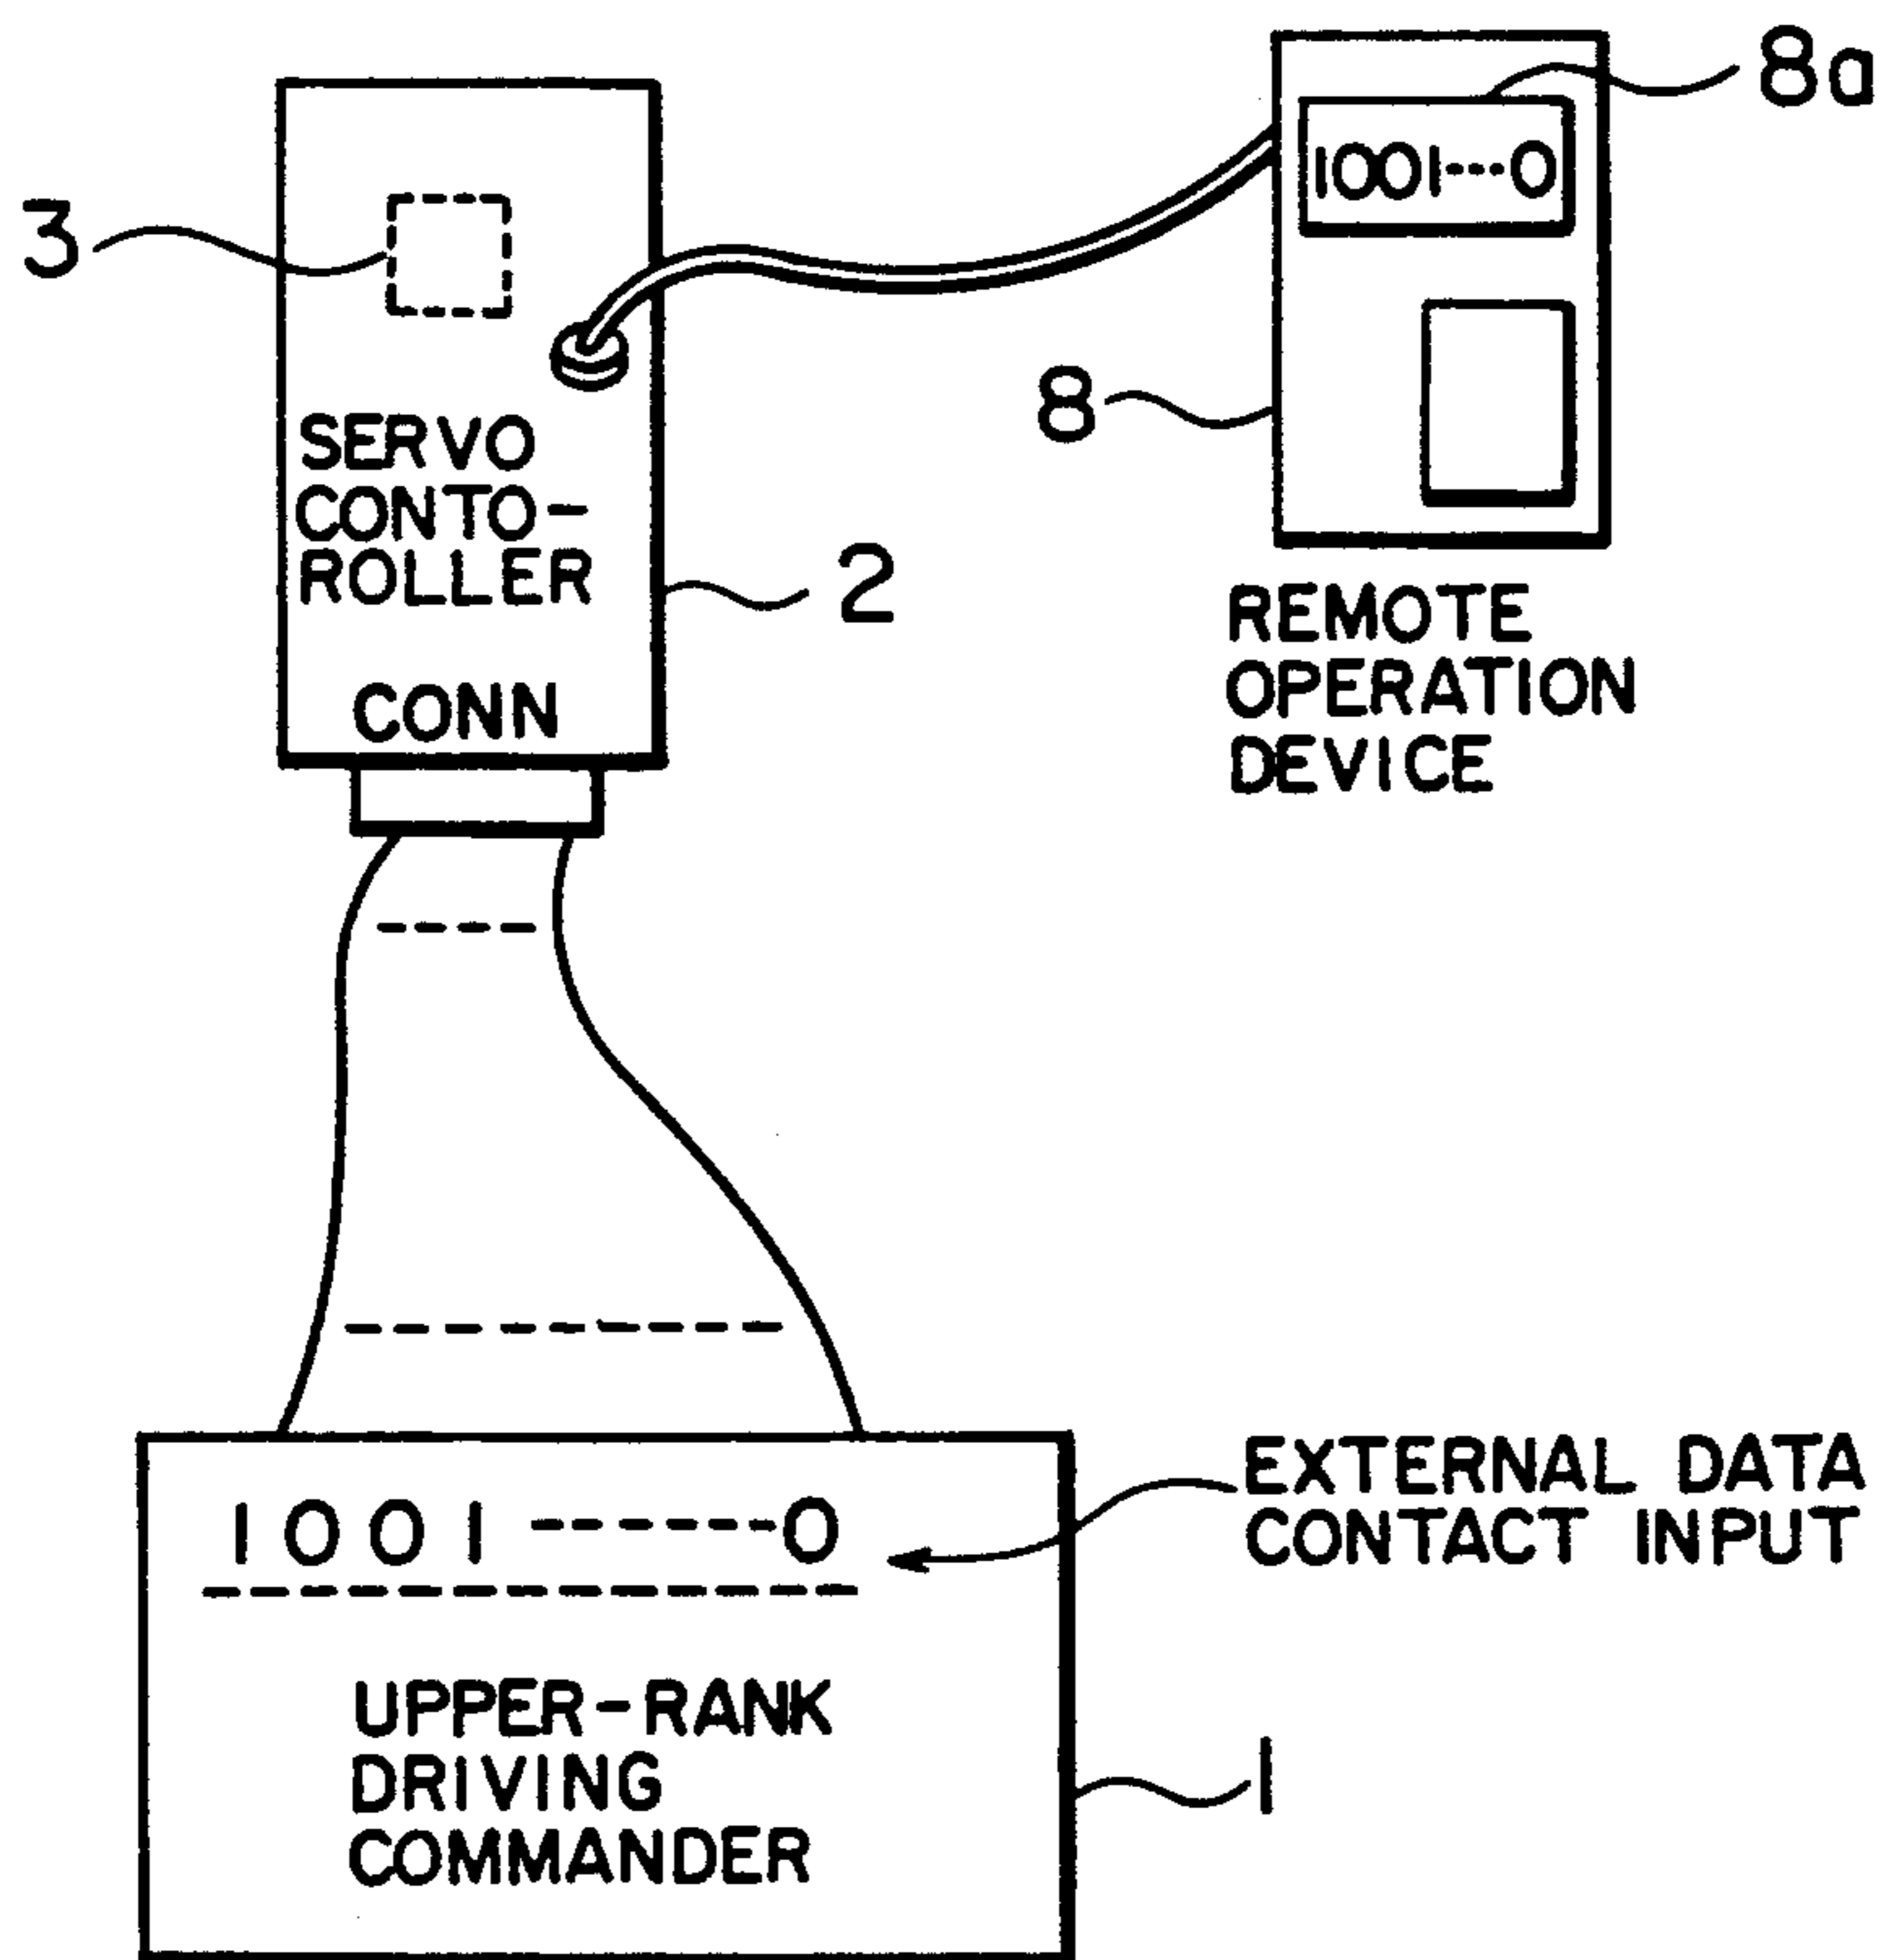 8a
1001---0
3
8
SERVO
CONTO-
ROLLER
2
CONN
REMOTE
OPERATION
DEVICE
1001------0
EXTERNAL DATA
CONTACT INPUT
UPPER-RANK
DRIVING
COMMANDER
1